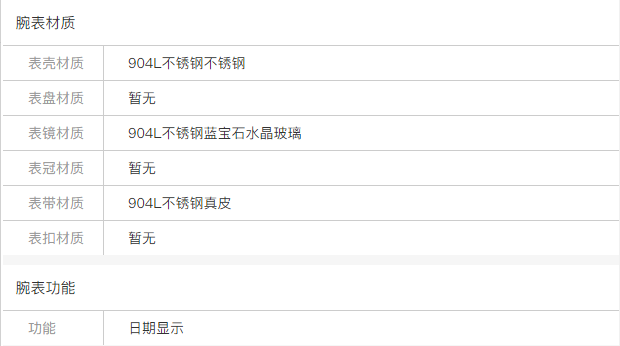 腕表材质
表壳材质 904L不锈钢不锈钢
表盘材质 暂无
表镜材质 904L不锈钢蓝宝石水晶玻璃
表冠材质 暂无
表带材质 904L不锈钢真皮
表扣材质 暂无
腕表功能
功能 日期显示